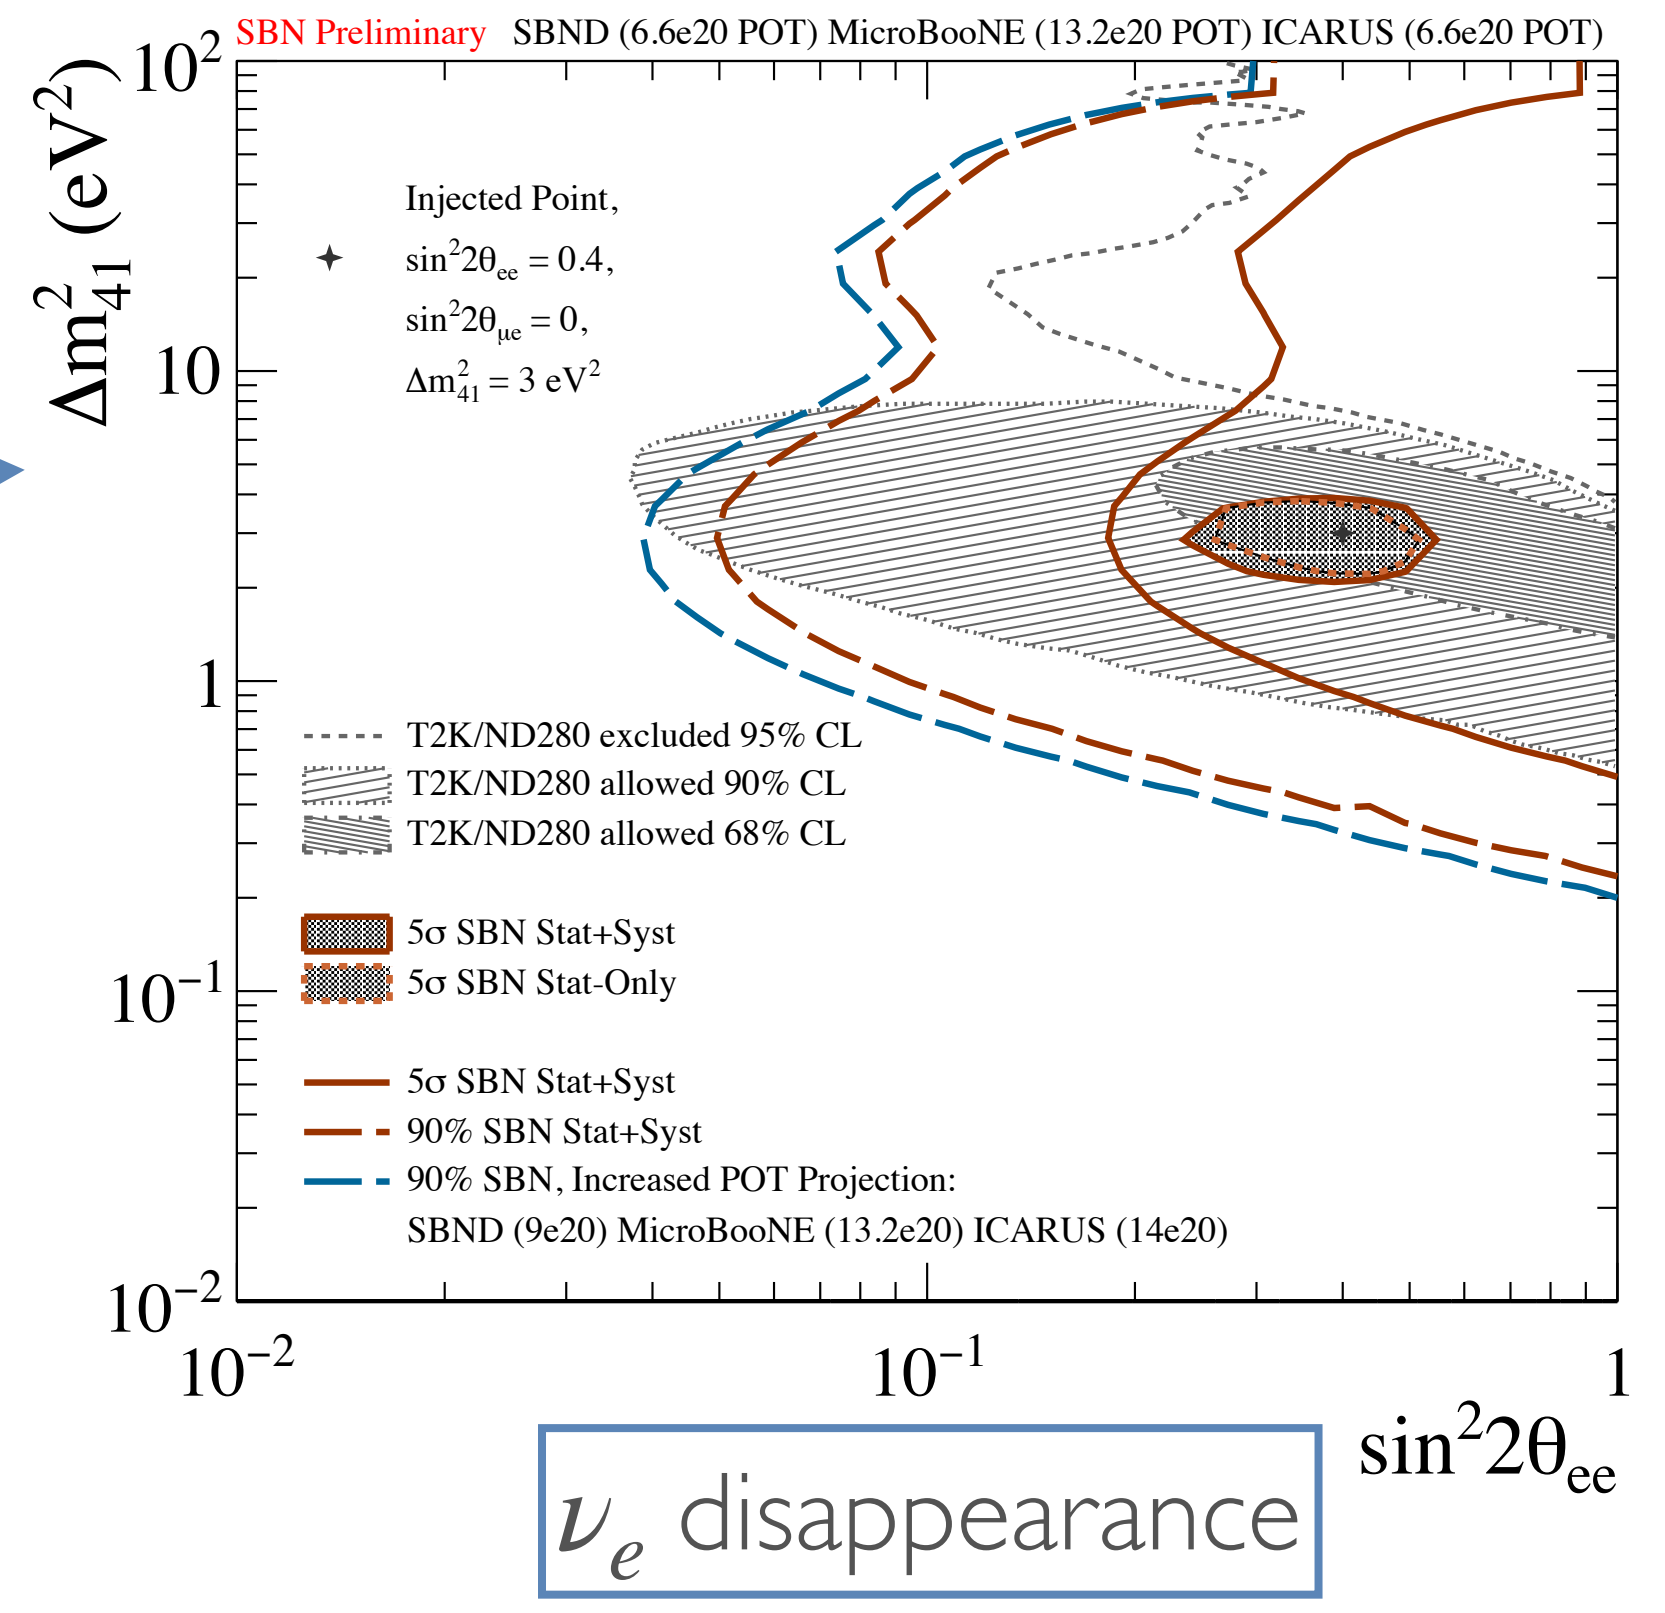 SBN Preliminary SBND (6.6e20 POT) MicroBooNE (13.2e20 POT) ICARUS (6.6e20 POT)
Δm²₄₁ (eV²)
10²
10
1
10⁻¹
10⁻²
Injected Point,
sin²2θₑₑ = 0.4,
sin²2θμₑ = 0,
Δm²₄₁ = 3 eV²
T2K/ND280 excluded 95% CL
T2K/ND280 allowed 90% CL
T2K/ND280 allowed 68% CL
5σ SBN Stat+Syst
5σ SBN Stat-Only
5σ SBN Stat+Syst
90% SBN Stat+Syst
90% SBN, Increased POT Projection:
SBND (9e20) MicroBooNE (13.2e20) ICARUS (14e20)
10⁻² 10⁻¹ 1
sin²2θₑₑ
νₑ disappearance